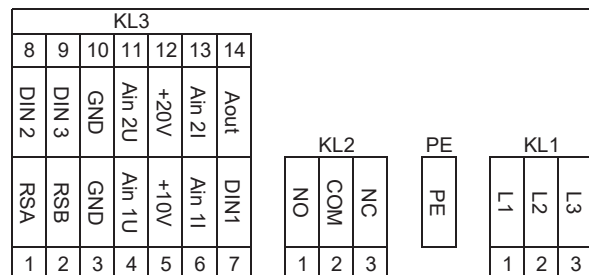 KL3
8 9 10 11 12 13 14
DIN 2 DIN 3 GND Ain 2U +20V Ain 2I Aout
KL2 PE KL1
RSA RSB GND Ain 1U +10V Ain 1I DIN1 NO COM NC PE L1 L2 L3
1 2 3 4 5 6 7 1 2 3 1 2 3